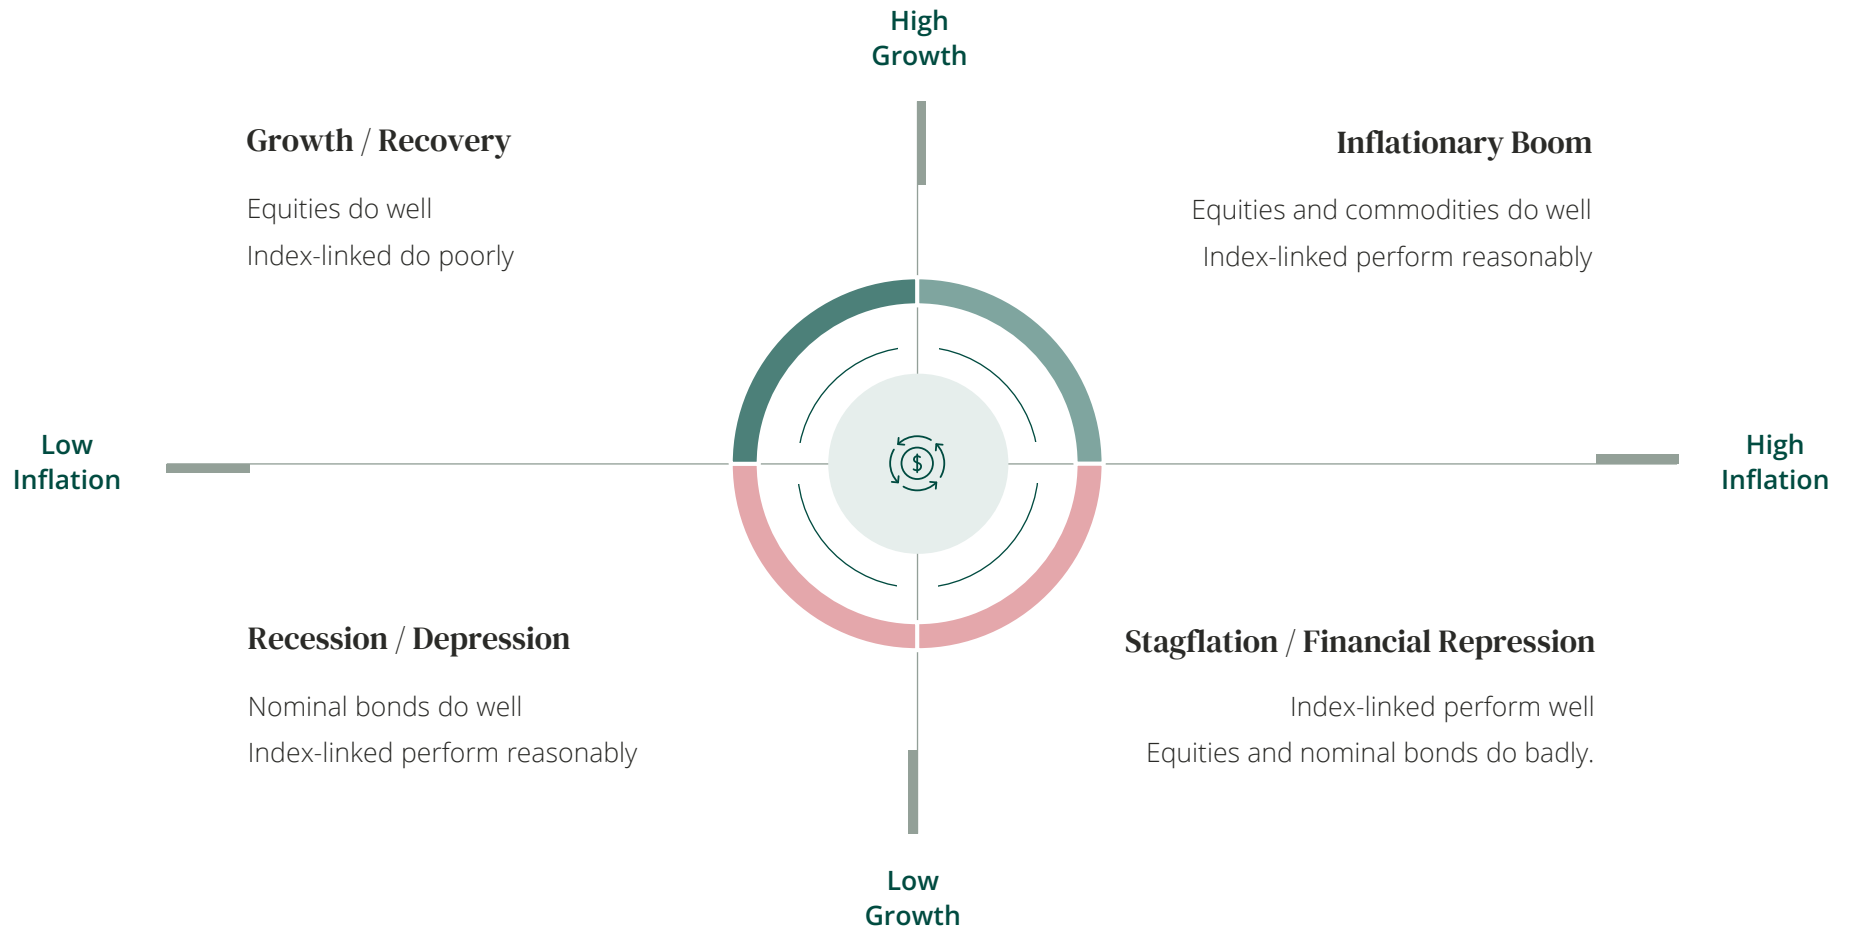 High
Growth
Growth / Recovery
Equities do well
Index-linked do poorly
Inflationary Boom
Equities and commodities do well
Index-linked perform reasonably
Low
Inflation
$
High
Inflation
Recession / Depression
Nominal bonds do well
Index-linked perform reasonably
Stagflation / Financial Repression
Index-linked perform well
Equities and nominal bonds do badly.
Low
Growth